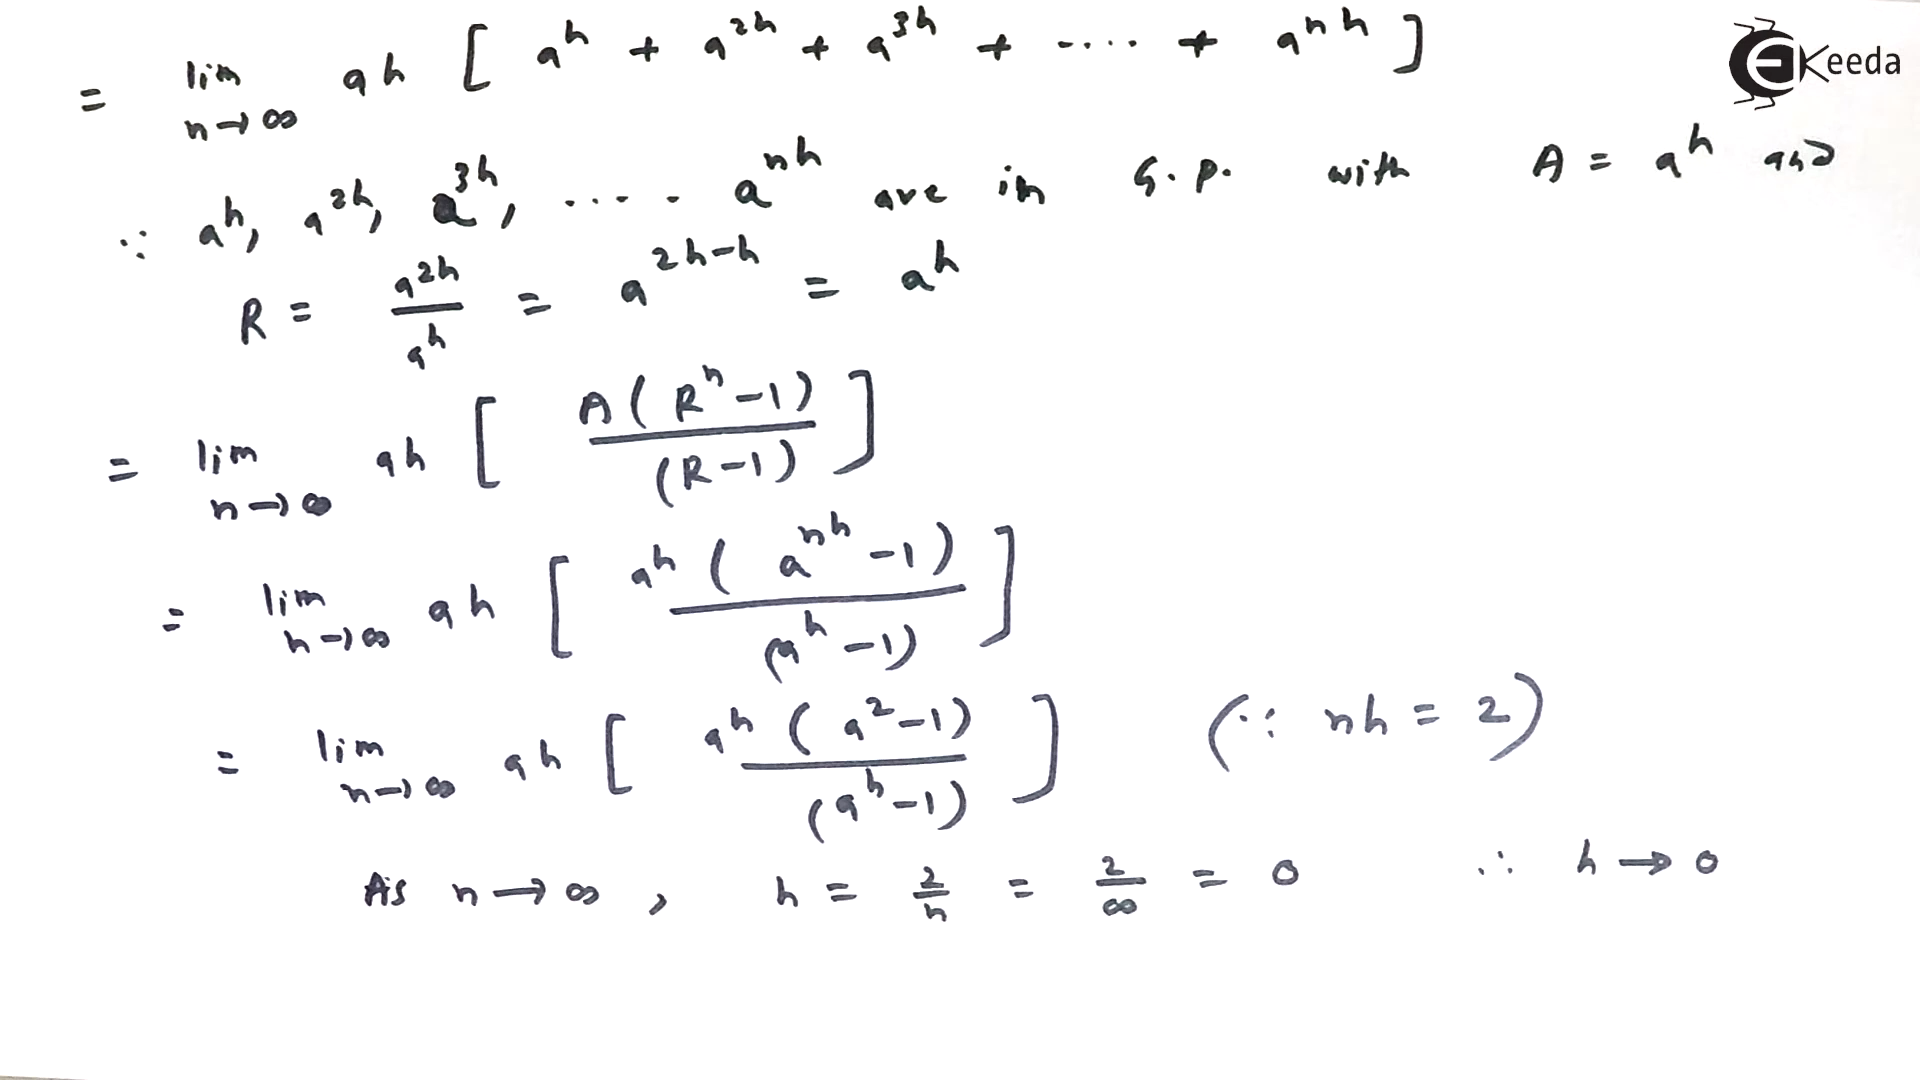 = lim n→∞ ah [ a^h + a^2h + a^3h + ..... + a^nh ]
EKeeda
∵ a^h, a^2h, a^3h, ..... a^nh are in G.P. with A = a^h and
R = a^2h / a^h = a^2h-h = a^h
= lim n→∞ ah [ A(R^n -1) / (R-1) ]
= lim n→∞ ah [ a^h (a^nh -1) / (a^h -1) ]
= lim n→∞ ah [ a^h (a^2 -1) / (a^h -1) ] (∵ nh = 2)
As n→∞, h = 2/n = 2/∞ = 0 ∴ h→0